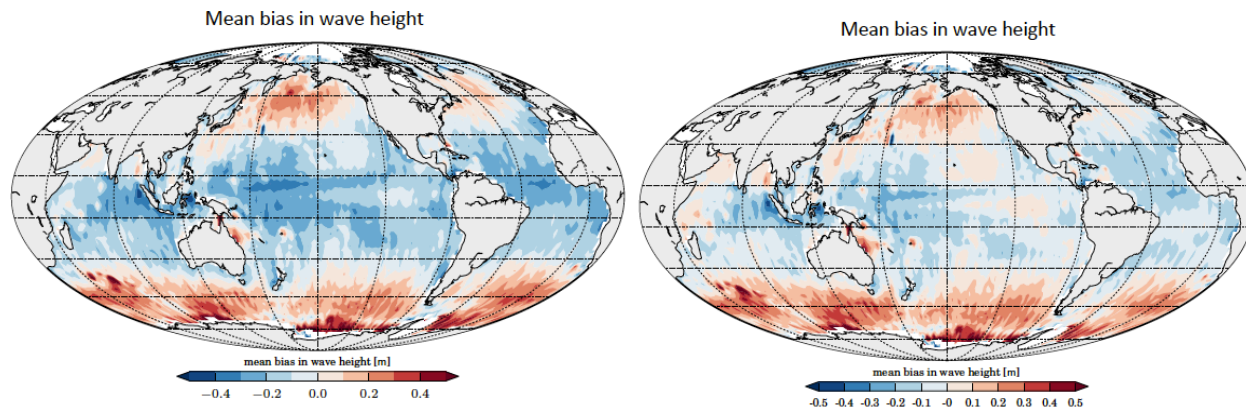 Mean bias in wave height
mean bias in wave height [m]
−0.4 −0.2 0.0 0.2 0.4
Mean bias in wave height
mean bias in wave height [m]
-0.5 -0.4 -0.3 -0.2 -0.1 -0 0.1 0.2 0.3 0.4 0.5